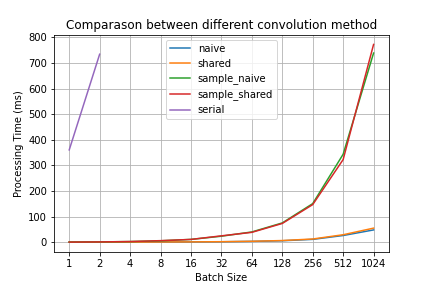 Comparason between different convolution method
Processing Time (ms)
800
700
600
500
400
300
200
100
0
naive
shared
sample_naive
sample_shared
serial
1 2 4 8 16 32 64 128 256 512 1024
Batch Size